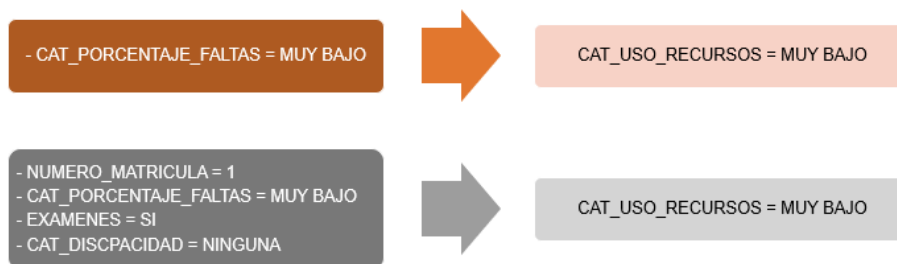 - CAT_PORCENTAJE_FALTAS = MUY BAJO
CAT_USO_RECURSOS = MUY BAJO
- NUMERO_MATRICULA = 1
- CAT_PORCENTAJE_FALTAS = MUY BAJO
- EXAMENES = SI
- CAT_DISCPACIDAD = NINGUNA
CAT_USO_RECURSOS = MUY BAJO